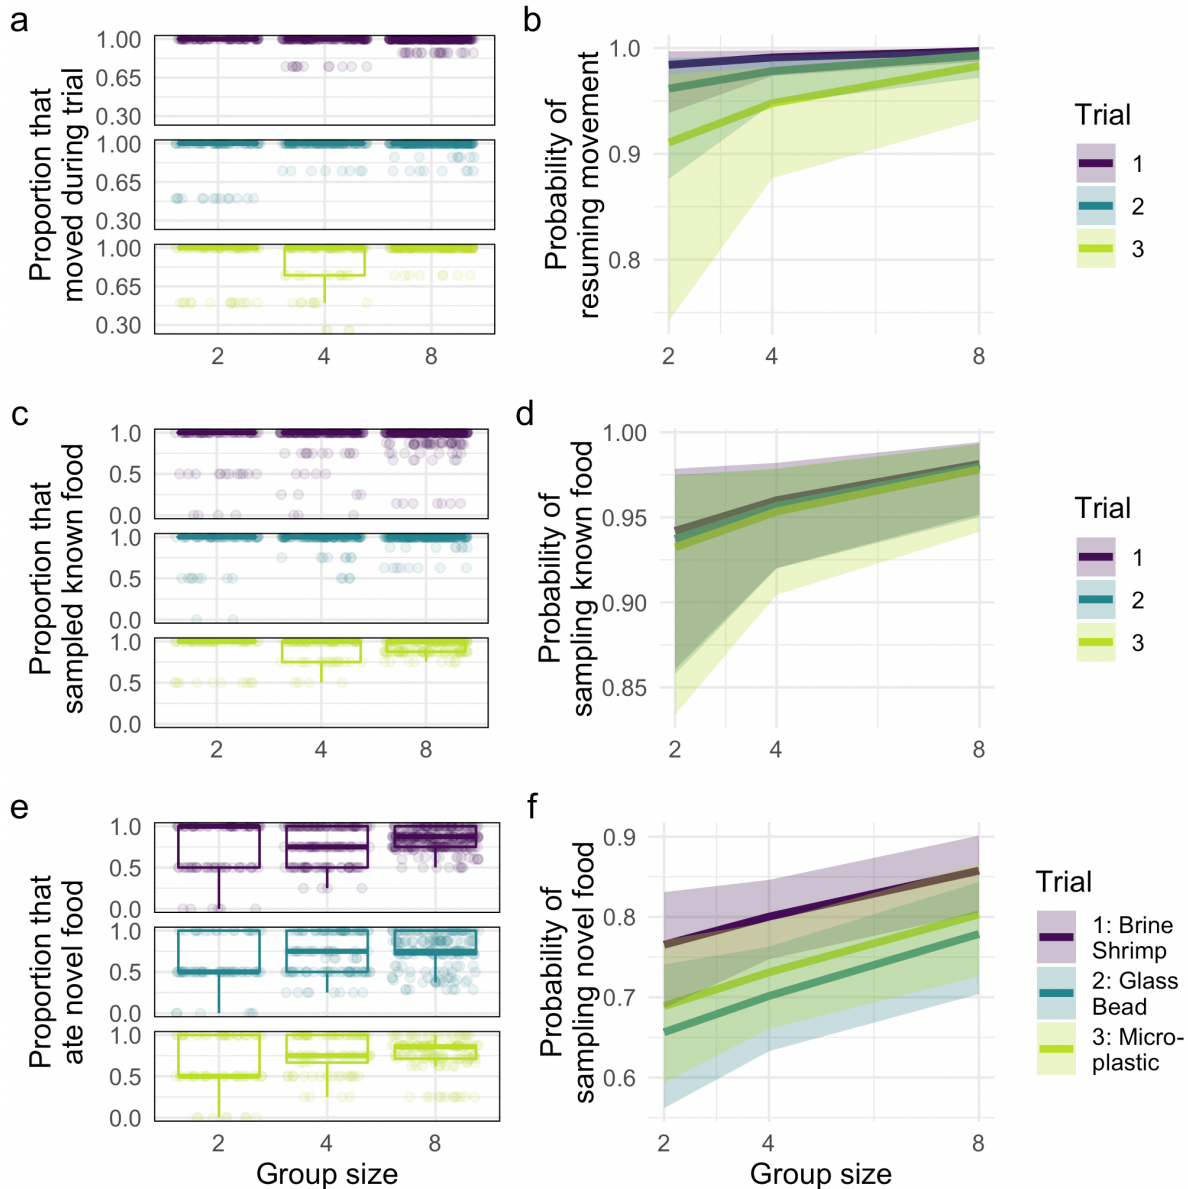 a
Proportion that
moved during trial
1.00
0.65
0.30
1.00
0.65
0.30
1.00
0.65
0.30
2 4 8
b
Probability of
resuming movement
1.0
0.9
0.8
2 4 8
Trial
1
2
3
c
Proportion that
sampled known food
1.0
0.5
0.0
1.0
0.5
0.0
1.0
0.5
0.0
2 4 8
d
Probability of
sampling known food
1.00
0.95
0.90
0.85
2 4 8
Trial
1
2
3
e
Proportion that
ate novel food
1.0
0.5
0.0
1.0
0.5
0.0
1.0
0.5
0.0
2 4 8
Group size
f
Probability of
sampling novel food
0.9
0.8
0.7
0.6
2 4 8
Group size
Trial
1: Brine
Shrimp
2: Glass
Bead
3: Micro-
plastic